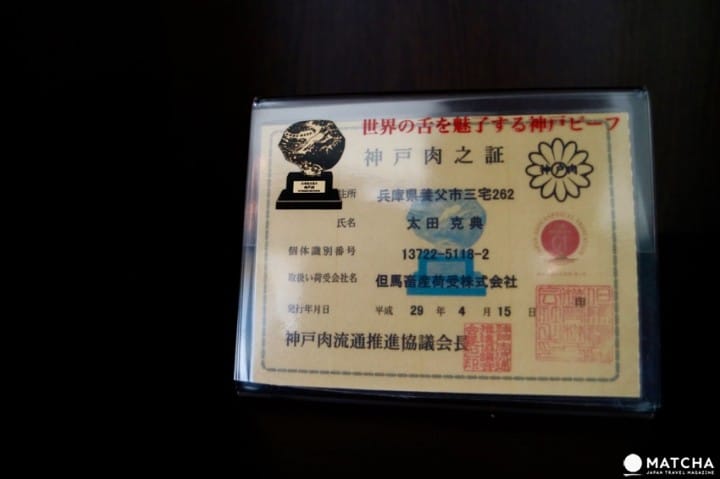 世界の舌を魅了する神戸ビーフ
神戸肉之証
神戸肉
住所 兵庫県養父市三宅262
氏名 太田 克典
個体識別番号 13722-5118-2
取扱い荷受会社名 但馬畜産荷受株式会社
発行年月日 平成 29 年 4 月 15 日
印
神戸肉流通推進協議会長
MATCHA
JAPAN TRAVEL MAGAZINE